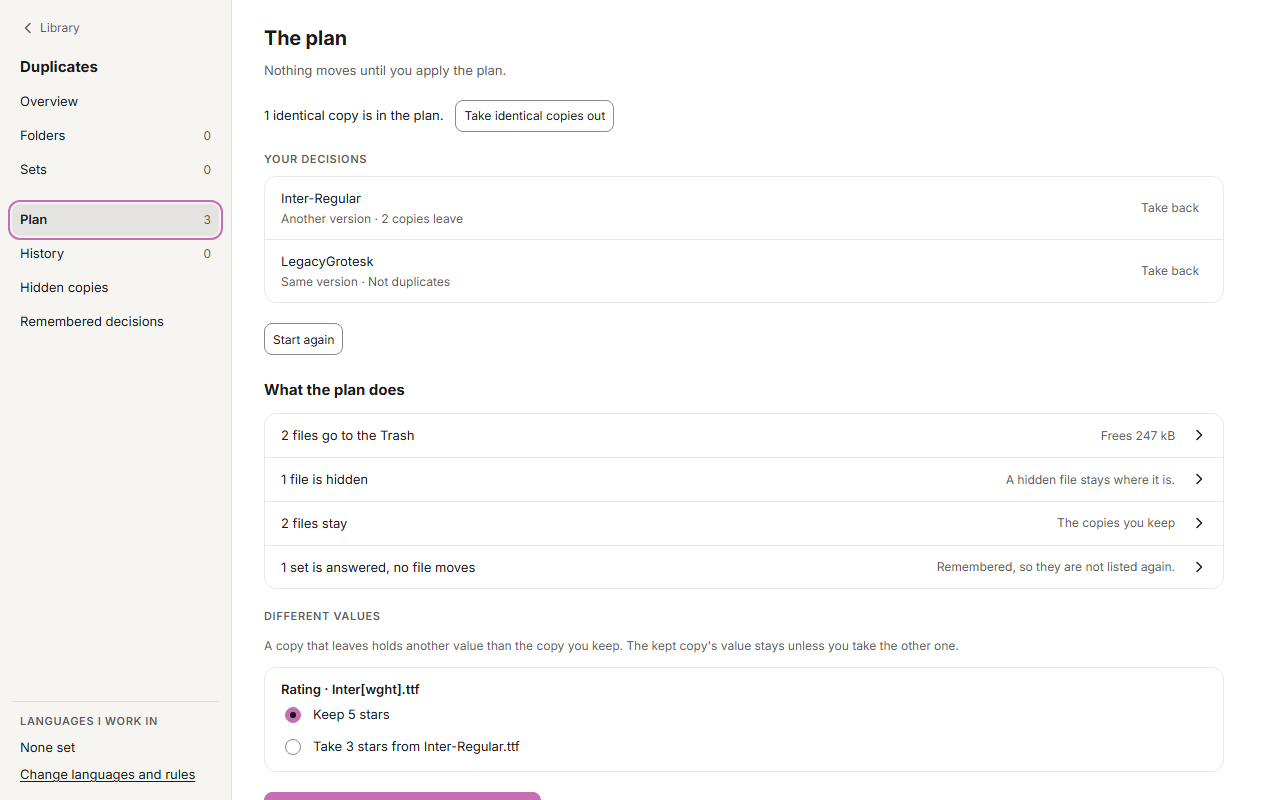 Library
Duplicates
Overview
Folders 0
Sets 0
Plan 3
History 0
Hidden copies
Remembered decisions
LANGUAGES I WORK IN
None set
Change languages and rules
The plan
Nothing moves until you apply the plan.
1 identical copy is in the plan. Take identical copies out
YOUR DECISIONS
Inter-Regular
Another version · 2 copies leave
Take back
LegacyGrotesk
Same version · Not duplicates
Take back
Start again
What the plan does
2 files go to the Trash Frees 247 kB
1 file is hidden A hidden file stays where it is.
2 files stay The copies you keep
1 set is answered, no file moves Remembered, so they are not listed again.
DIFFERENT VALUES
A copy that leaves holds another value than the copy you keep. The kept copy's value stays unless you take the other one.
Rating · Inter[wght].ttf
Keep 5 stars
Take 3 stars from Inter-Regular.ttf